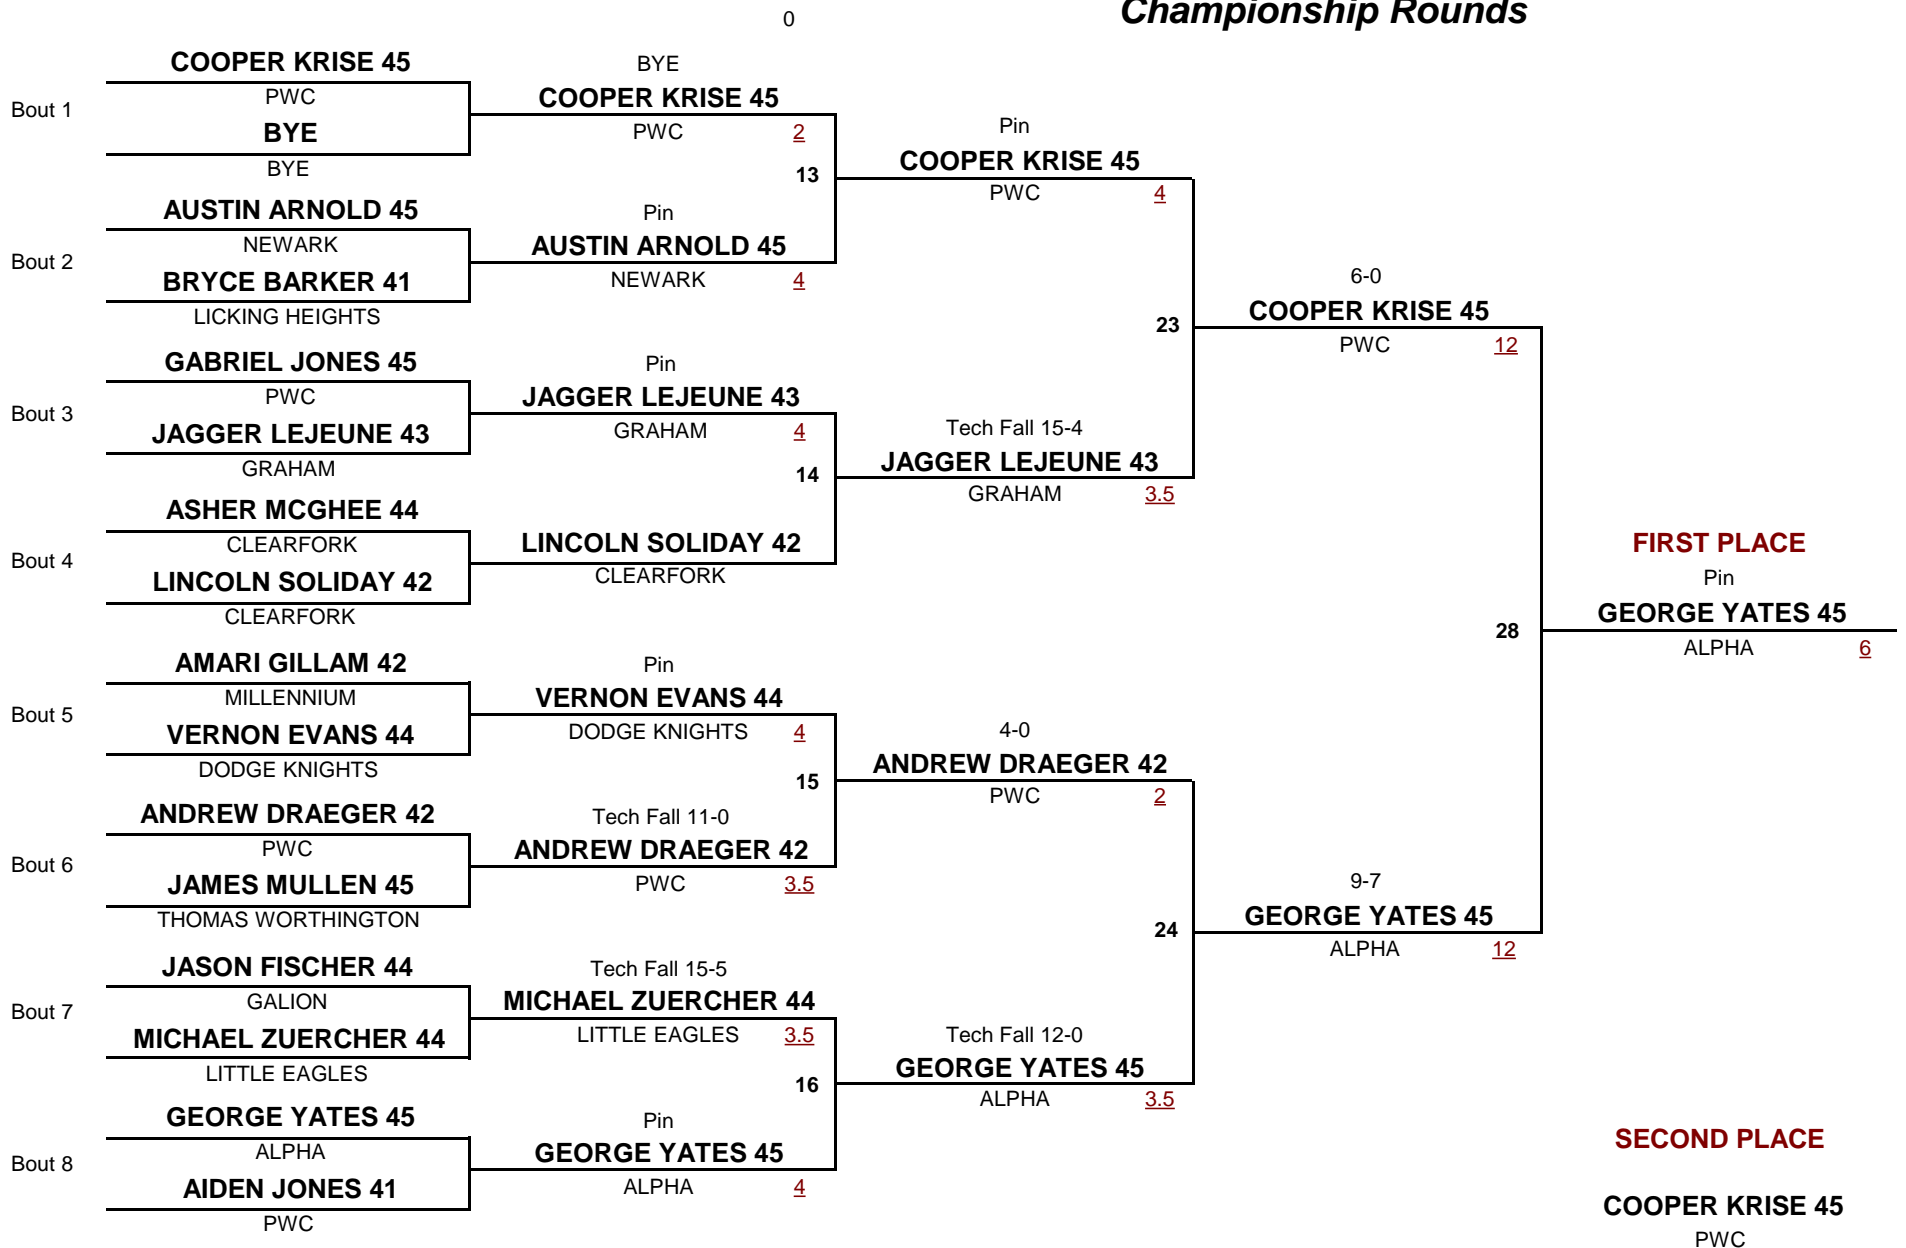 Championship Rounds
0
COOPER KRISE 45
Bout 1
PWC
BYE
BYE
AUSTIN ARNOLD 45
Bout 2
NEWARK
BRYCE BARKER 41
LICKING HEIGHTS
GABRIEL JONES 45
Bout 3
PWC
JAGGER LEJEUNE 43
GRAHAM
ASHER MCGHEE 44
Bout 4
CLEARFORK
LINCOLN SOLIDAY 42
CLEARFORK
AMARI GILLAM 42
Bout 5
MILLENNIUM
VERNON EVANS 44
DODGE KNIGHTS
ANDREW DRAEGER 42
Bout 6
PWC
JAMES MULLEN 45
THOMAS WORTHINGTON
JASON FISCHER 44
Bout 7
GALION
MICHAEL ZUERCHER 44
LITTLE EAGLES
GEORGE YATES 45
Bout 8
ALPHA
AIDEN JONES 41
PWC
BYE
COOPER KRISE 45
PWC 2
13
Pin
AUSTIN ARNOLD 45
NEWARK 4
Pin
JAGGER LEJEUNE 43
GRAHAM 4
14
LINCOLN SOLIDAY 42
CLEARFORK
Pin
VERNON EVANS 44
DODGE KNIGHTS 4
15
Tech Fall 11-0
ANDREW DRAEGER 42
PWC 3.5
Tech Fall 15-5
MICHAEL ZUERCHER 44
LITTLE EAGLES 3.5
16
Pin
GEORGE YATES 45
ALPHA 4
Pin
COOPER KRISE 45
PWC 4
23
Tech Fall 15-4
JAGGER LEJEUNE 43
GRAHAM 3.5
4-0
ANDREW DRAEGER 42
PWC 2
24
Tech Fall 12-0
GEORGE YATES 45
ALPHA 3.5
6-0
COOPER KRISE 45
PWC 12
28
9-7
GEORGE YATES 45
ALPHA 12
FIRST PLACE
Pin
GEORGE YATES 45
ALPHA 6
SECOND PLACE
COOPER KRISE 45
PWC